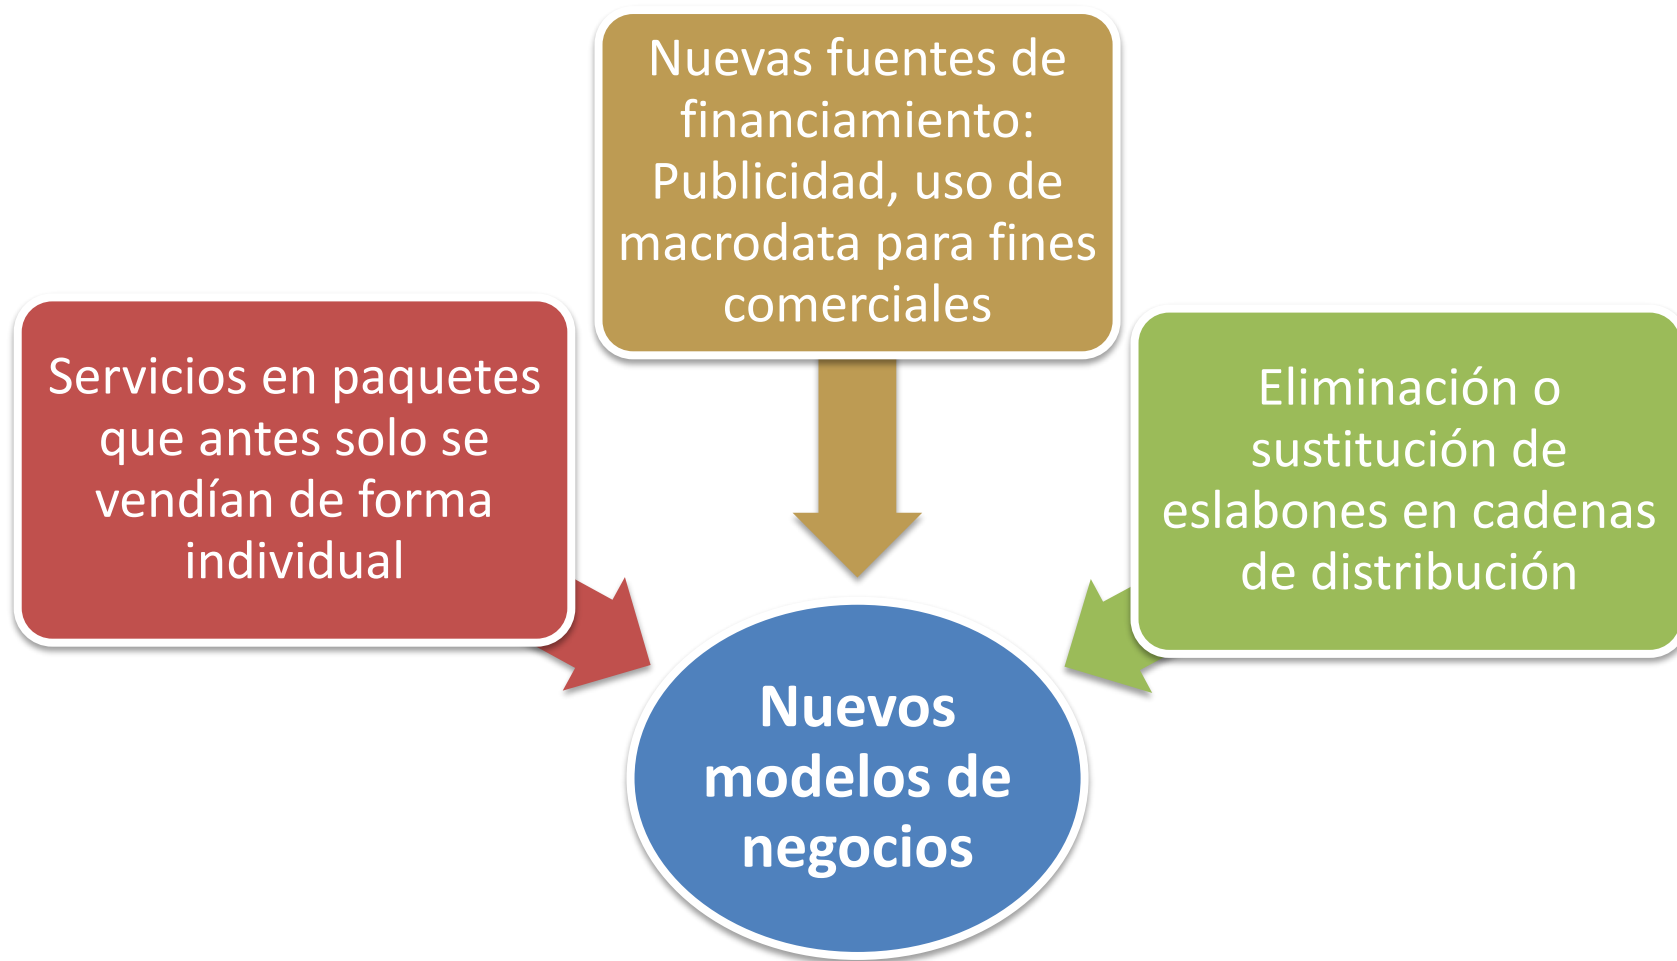 Nuevas fuentes de
financiamiento:
Publicidad, uso de
macrodata para fines
comerciales
Servicios en paquetes
que antes solo se
vendían de forma
individual
Eliminación o
sustitución de
eslabones en cadenas
de distribución
Nuevos
modelos de
negocios